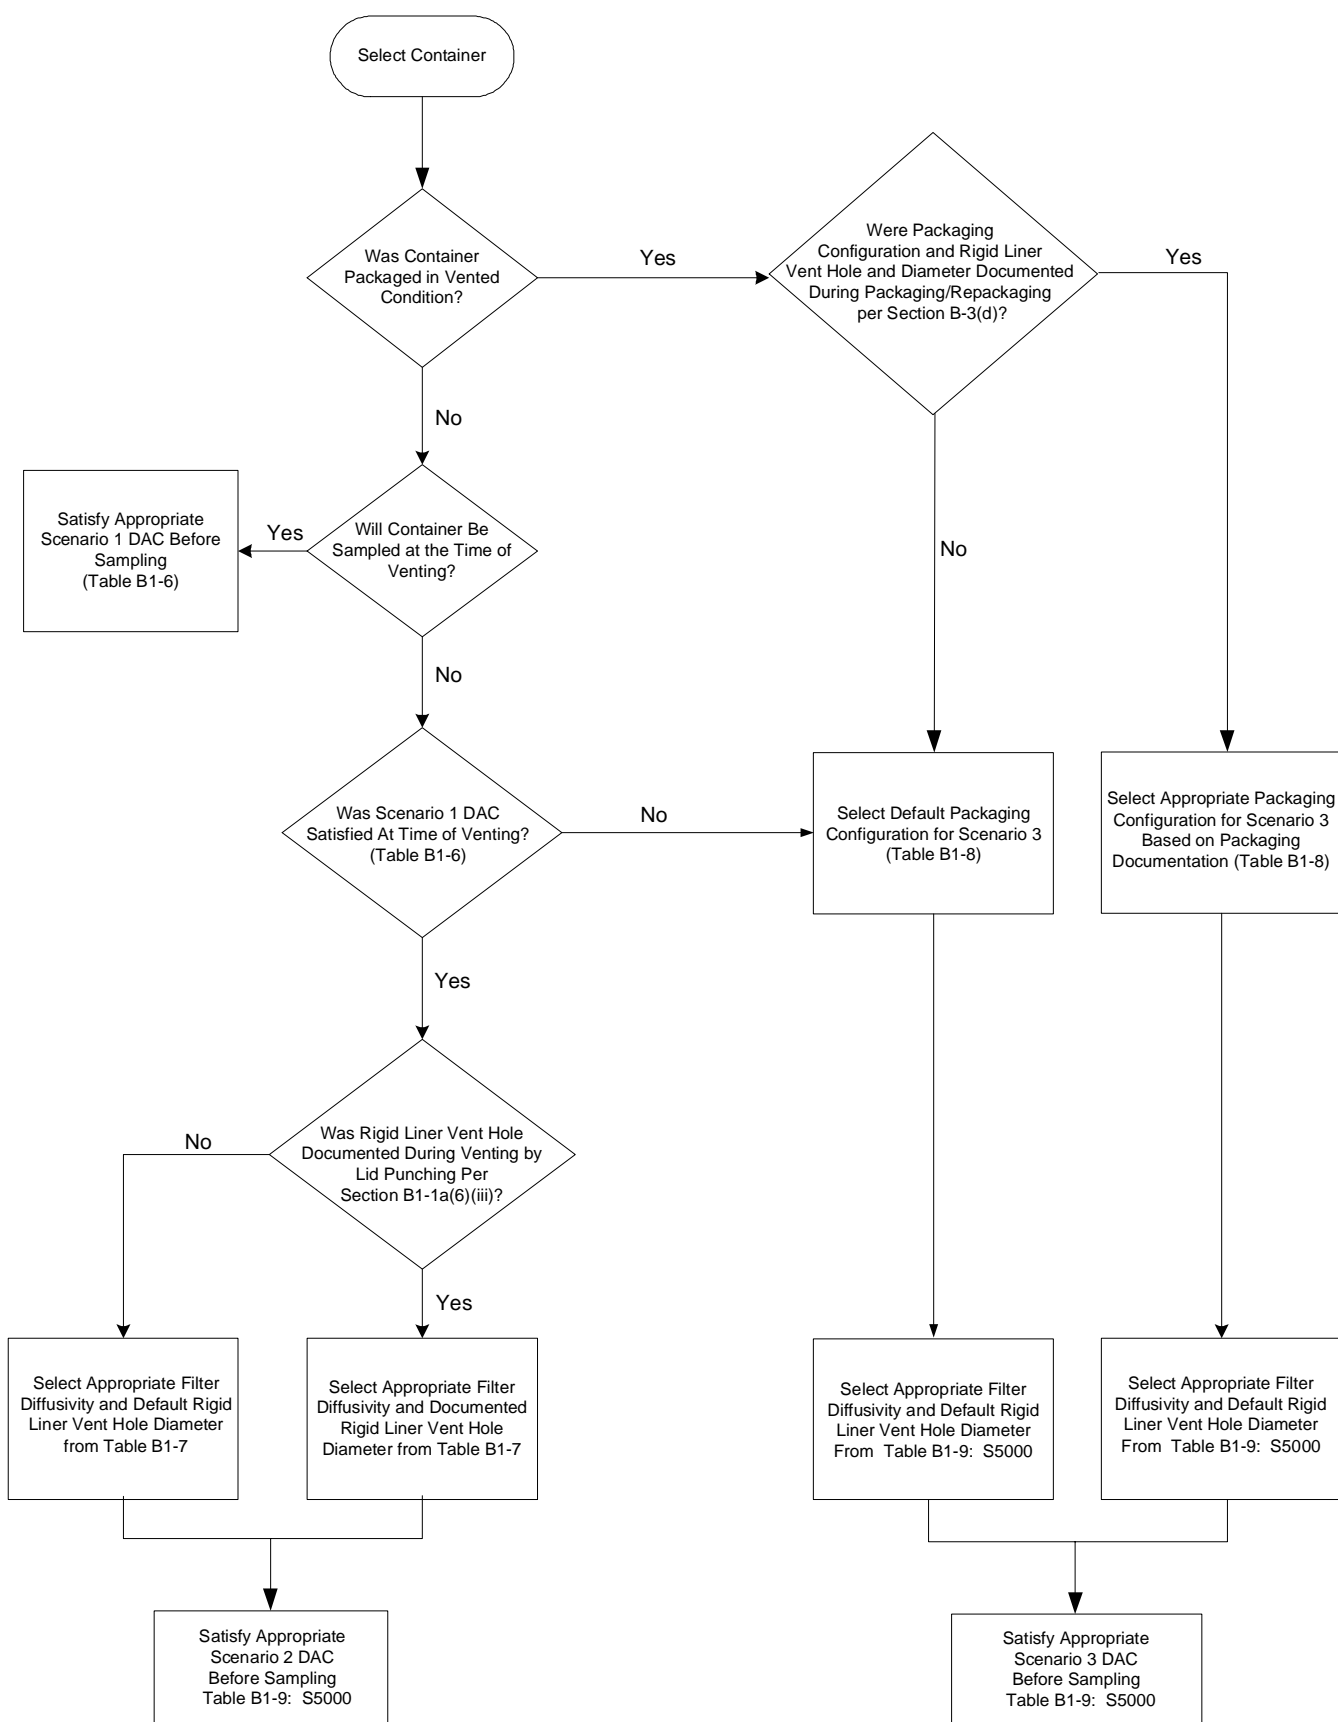 Select Container
Was Container
Packaged in Vented
Condition?
Yes
Were Packaging
Configuration and Rigid Liner
Vent Hole and Diameter Documented
During Packaging/Repackaging
per Section B-3(d)?
Yes
No
Satisfy Appropriate
Scenario 1 DAC Before
Sampling
(Table B1-6)
Yes
Will Container Be
Sampled at the Time of
Venting?
No
No
Was Scenario 1 DAC
Satisfied At Time of Venting?
(Table B1-6)
No
Select Default Packaging
Configuration for Scenario 3
(Table B1-8)
Select Appropriate Packaging
Configuration for Scenario 3
Based on Packaging
Documentation (Table B1-8)
Yes
No
Was Rigid Liner Vent Hole
Documented During Venting by
Lid Punching Per
Section B1-1a(6)(iii)?
Yes
Select Appropriate Filter
Diffusivity and Default Rigid
Liner Vent Hole Diameter
from Table B1-7
Select Appropriate Filter
Diffusivity and Documented
Rigid Liner Vent Hole
Diameter from Table B1-7
Select Appropriate Filter
Diffusivity and Default Rigid
Liner Vent Hole Diameter
From Table B1-9: S5000
Select Appropriate Filter
Diffusivity and Default Rigid
Liner Vent Hole Diameter
From Table B1-9: S5000
Satisfy Appropriate
Scenario 2 DAC
Before Sampling
Table B1-9: S5000
Satisfy Appropriate
Scenario 3 DAC
Before Sampling
Table B1-9: S5000